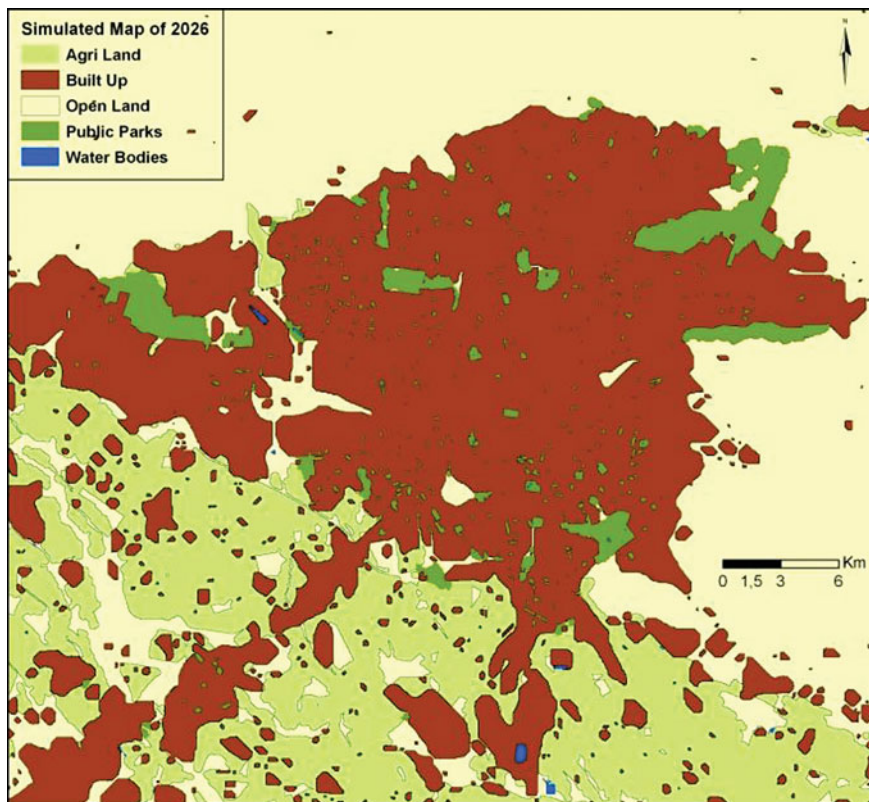 Simulated Map of 2026
Agri Land
Built Up
Open Land
Public Parks
Water Bodies
N
Km
0 1,5 3 6